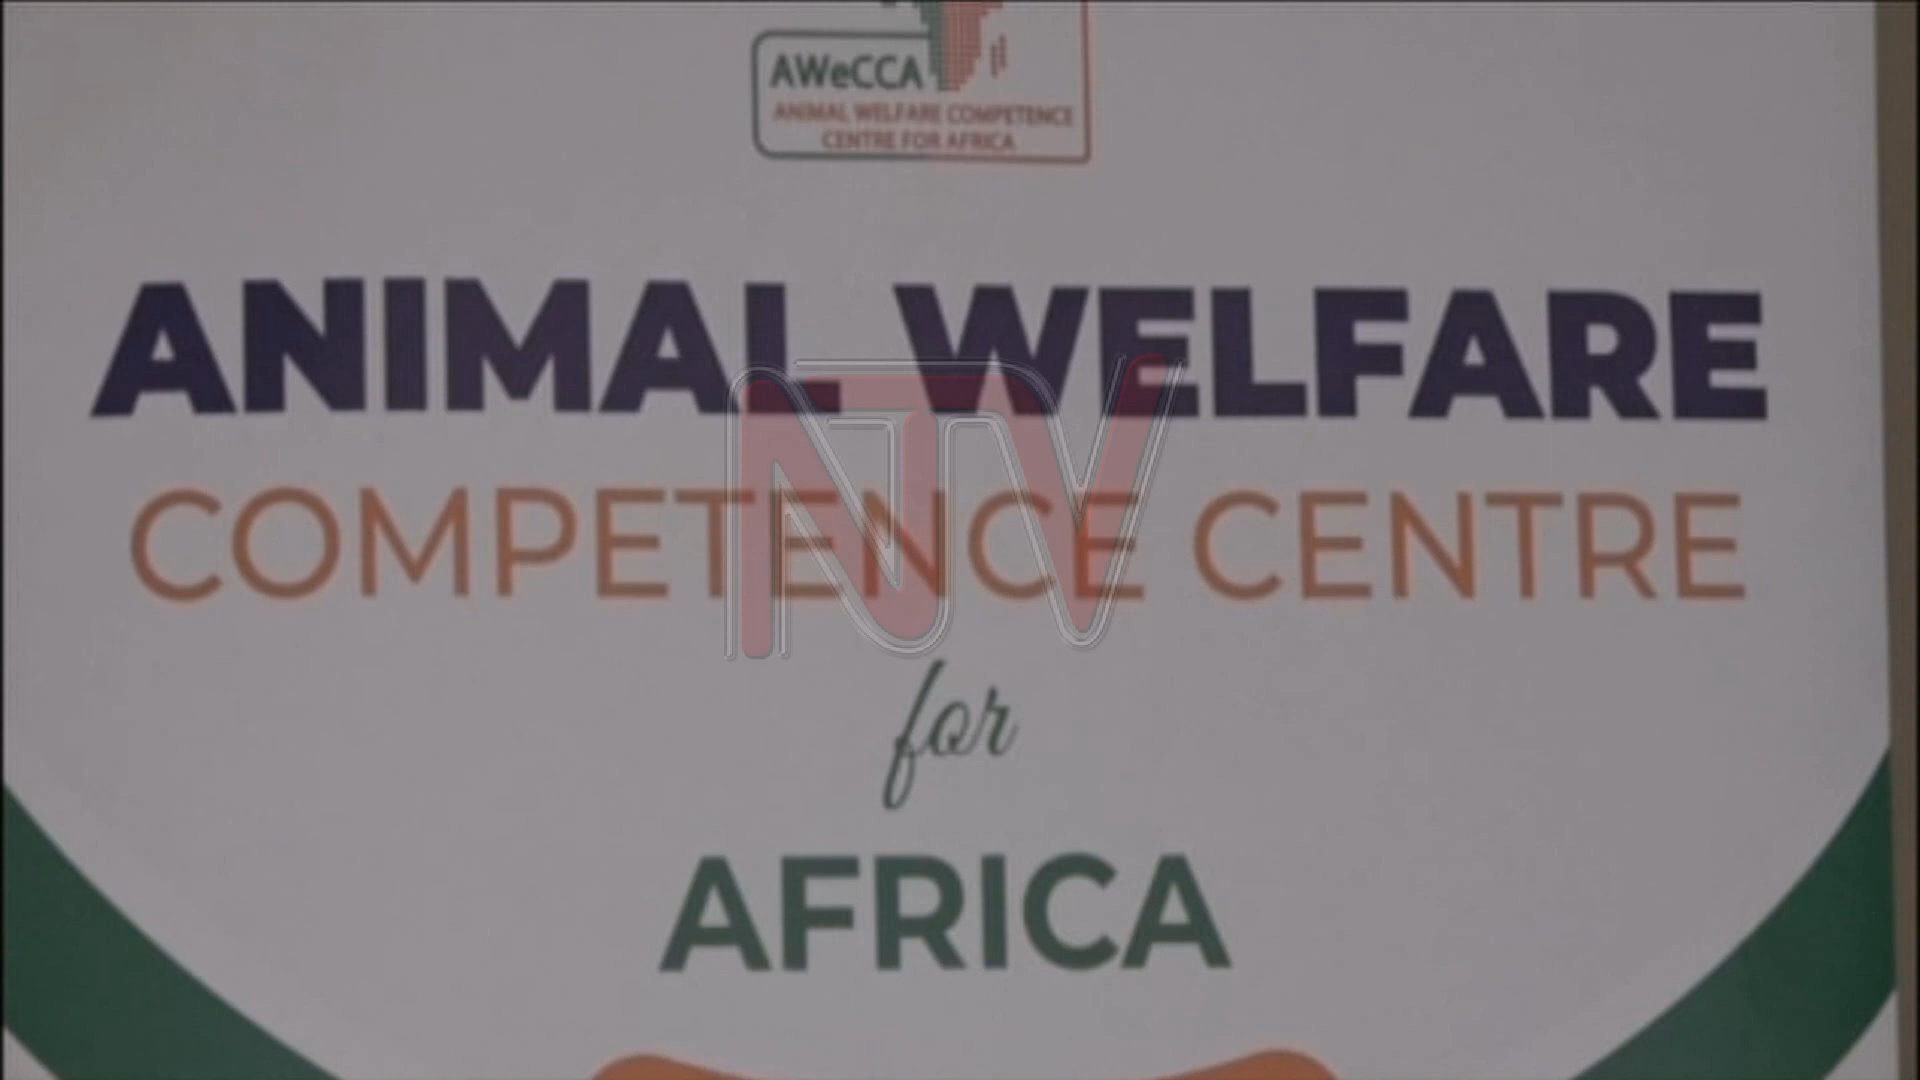 AWeCCA
ANIMAL WELFARE COMPETENCE
CENTRE FOR AFRICA
ANIMAL WELFARE
NTV
COMPETENCE CENTRE
for
AFRICA